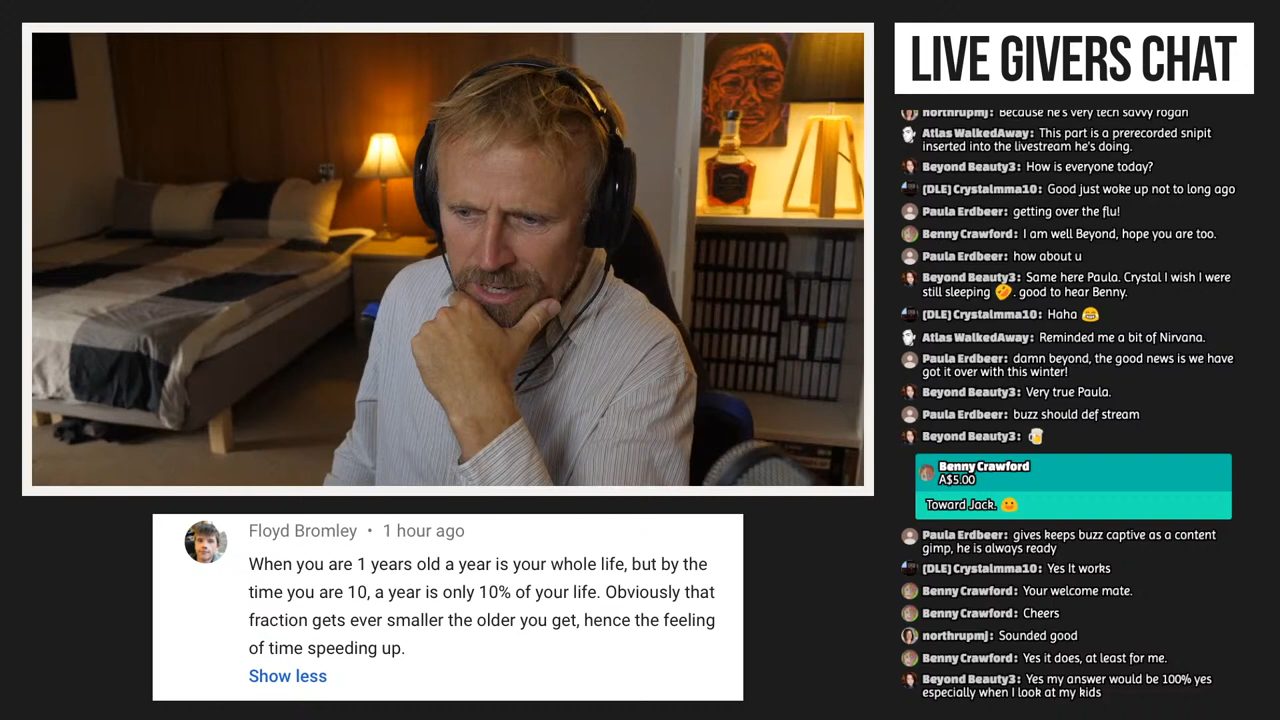 LIVE GIVERS CHAT
northrupmj: Because he's very tech savvy rogan
Atlas WalkedAway: This part is a prerecorded snipit
inserted into the livestream he's doing.
Beyond Beauty3: How is everyone today?
(DLE) Crystalmma10: Good just woke up not to long ago
Paula Erdbeer: getting over the flu!
Benny Crawford: I am well Beyond, hope you are too.
Paula Erdbeer: how about u
Beyond Beauty3: Same here Paula. Crystal I wish I were
still sleeping 🤣. good to hear Benny.
(DLE) Crystalmma10: Haha 😂
Atlas WalkedAway: Reminded me a bit of Nirvana.
Paula Erdbeer: damn beyond, the good news is we have
got it over with this winter!
Beyond Beauty3: Very true Paula.
Paula Erdbeer: buzz should def stream
Beyond Beauty3: 🍺
Benny Crawford
A$5.00
Toward Jack. 🙂
Paula Erdbeer: gives keeps buzz captive as a content
gimp, he is always ready
(DLE) Crystalmma10: Yes It works
Benny Crawford: Your welcome mate.
Benny Crawford: Cheers
northrupmj: Sounded good
Benny Crawford: Yes it does, at least for me.
Beyond Beauty3: Yes my answer would be 100% yes
especially when I look at my kids
Floyd Bromley • 1 hour ago
When you are 1 years old a year is your whole life, but by the
time you are 10, a year is only 10% of your life. Obviously that
fraction gets ever smaller the older you get, hence the feeling
of time speeding up.
Show less